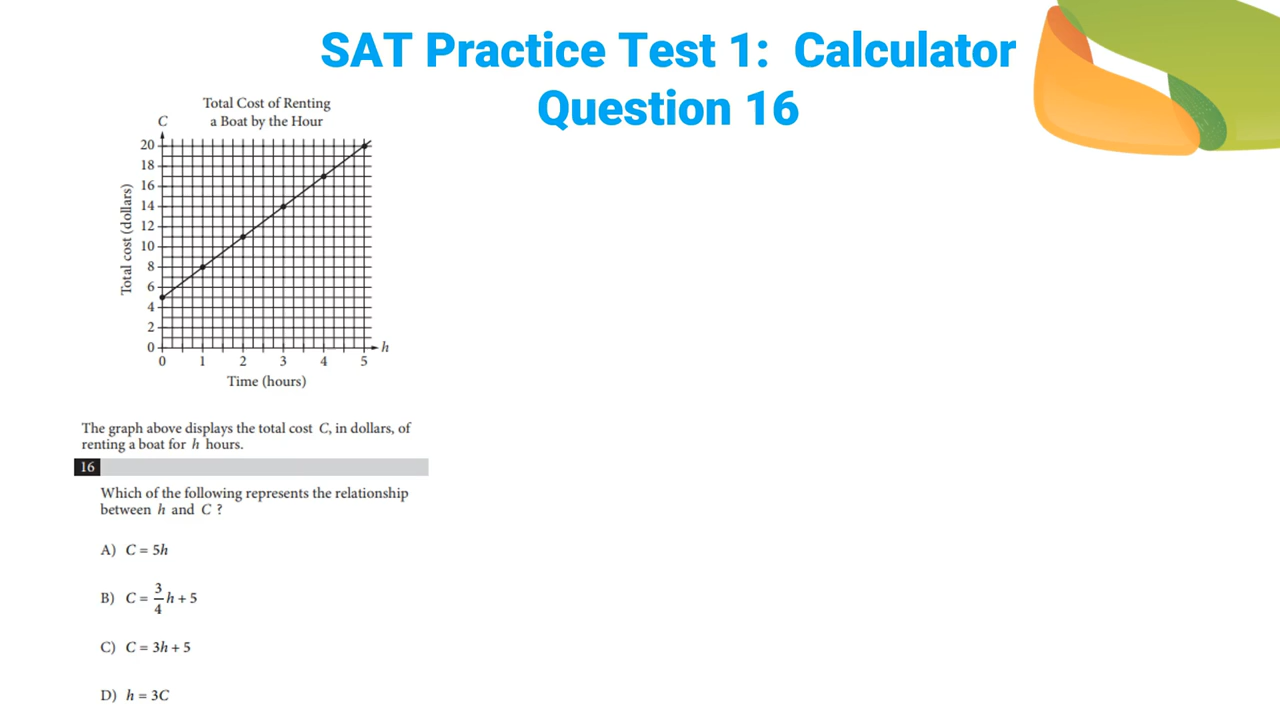 SAT Practice Test 1: Calculator
Question 16
Total Cost of Renting
a Boat by the Hour
C
Total cost (dollars)
20
18
16
14
12
10
8
6
4
2
0
0 1 2 3 4 5
h
Time (hours)
The graph above displays the total cost C, in dollars, of
renting a boat for h hours.
16
Which of the following represents the relationship
between h and C ?
A) C = 5h
B) C = 3/4 h + 5
C) C = 3h + 5
D) h = 3C